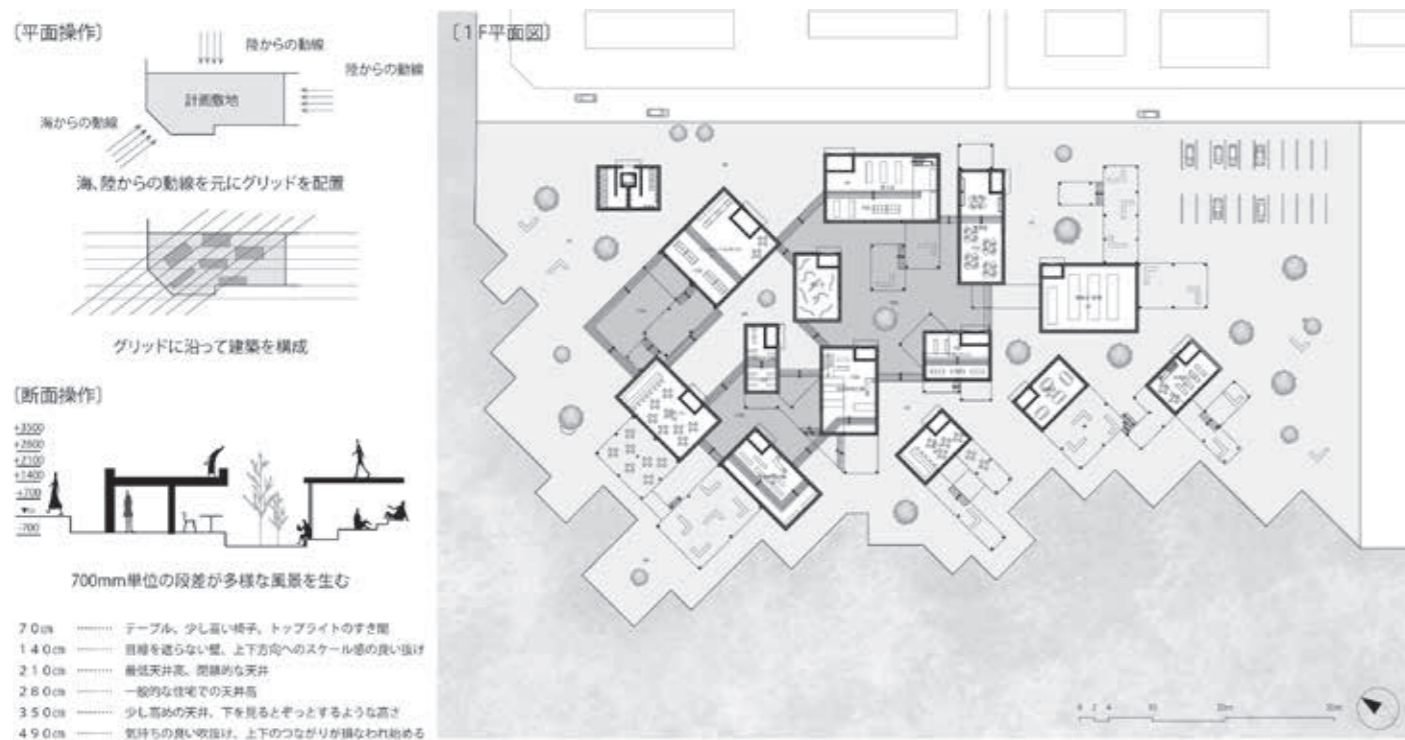 〔平面操作〕
陸からの動線
陸からの動線
計画敷地
海からの動線
海、陸からの動線を元にグリッドを配置
グリッドに沿って建築を構成
〔断面操作〕
+3500
+2800
+2100
+1400
+700
-700
700mm単位の段差が多様な風景を生む
70cm ……… テーブル、少し高い椅子、トップライトのすき間
140cm ……… 目線を遮らない壁、上下方向へのスケール感の良い抜け
210cm ……… 最低天井高、閉鎖的な天井
280cm ……… 一般的な住宅での天井高
350cm ……… 少し高めの天井、下を見るとぞっとするような高さ
490cm ……… 気持ちの良い吹抜け、上下のつながりが損なわれ始める
〔1F平面図〕
0 2 4 10 20m